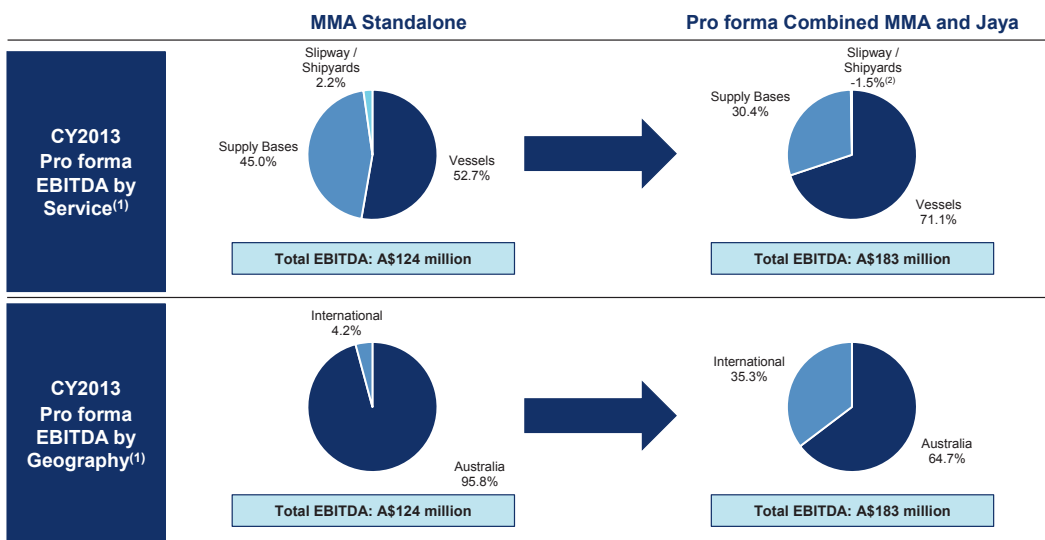 MMA Standalone
Pro forma Combined MMA and Jaya
CY2013
Pro forma
EBITDA by
Service(1)
Slipway /
Shipyards
2.2%
Supply Bases
45.0%
Vessels
52.7%
Total EBITDA: A$124 million
Slipway /
Shipyards
-1.5%(2)
Supply Bases
30.4%
Vessels
71.1%
Total EBITDA: A$183 million
CY2013
Pro forma
EBITDA by
Geography(1)
International
4.2%
Australia
95.8%
Total EBITDA: A$124 million
International
35.3%
Australia
64.7%
Total EBITDA: A$183 million